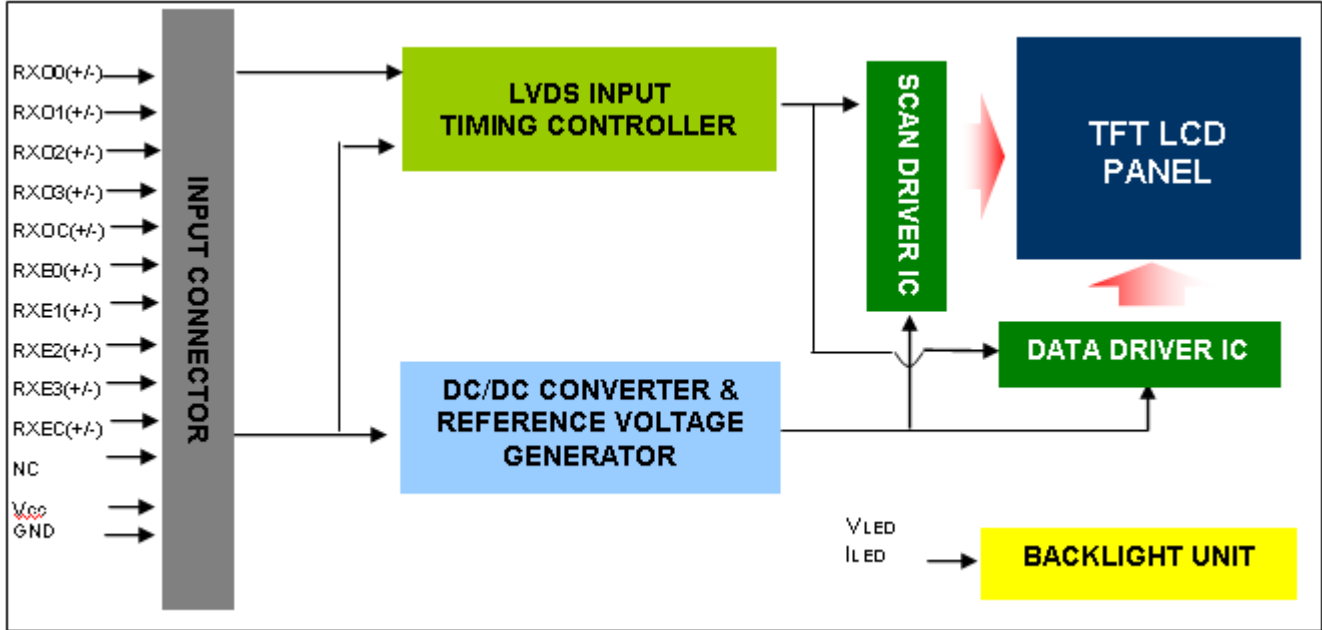 RXO0(+/-)
RXO1(+/-)
RXO2(+/-)
RXO3(+/-)
RXOC(+/-)
RXE0(+/-)
RXE1(+/-)
RXE2(+/-)
RXE3(+/-)
RXEC(+/-)
NC
Vcc
GND
INPUT CONNECTOR
LVDS INPUT
TIMING CONTROLLER
DC/DC CONVERTER &
REFERENCE VOLTAGE
GENERATOR
SCAN DRIVER IC
TFT LCD
PANEL
DATA DRIVER IC
VLED
ILED
BACKLIGHT UNIT